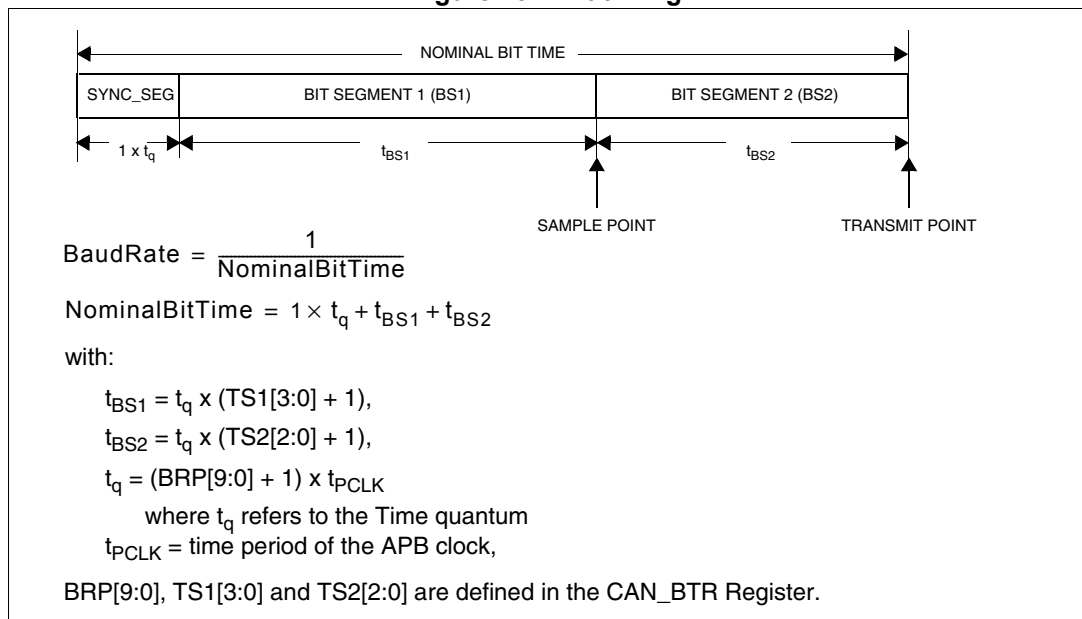 NOMINAL BIT TIME
SYNC_SEG BIT SEGMENT 1 (BS1) BIT SEGMENT 2 (BS2)
1 x tq tBS1 tBS2
SAMPLE POINT TRANSMIT POINT
BaudRate = 1 / NominalBitTime
NominalBitTime = 1 × tq + tBS1 + tBS2
with:
tBS1 = tq x (TS1[3:0] + 1),
tBS2 = tq x (TS2[2:0] + 1),
tq = (BRP[9:0] + 1) x tPCLK
where tq refers to the Time quantum
tPCLK = time period of the APB clock,
BRP[9:0], TS1[3:0] and TS2[2:0] are defined in the CAN_BTR Register.